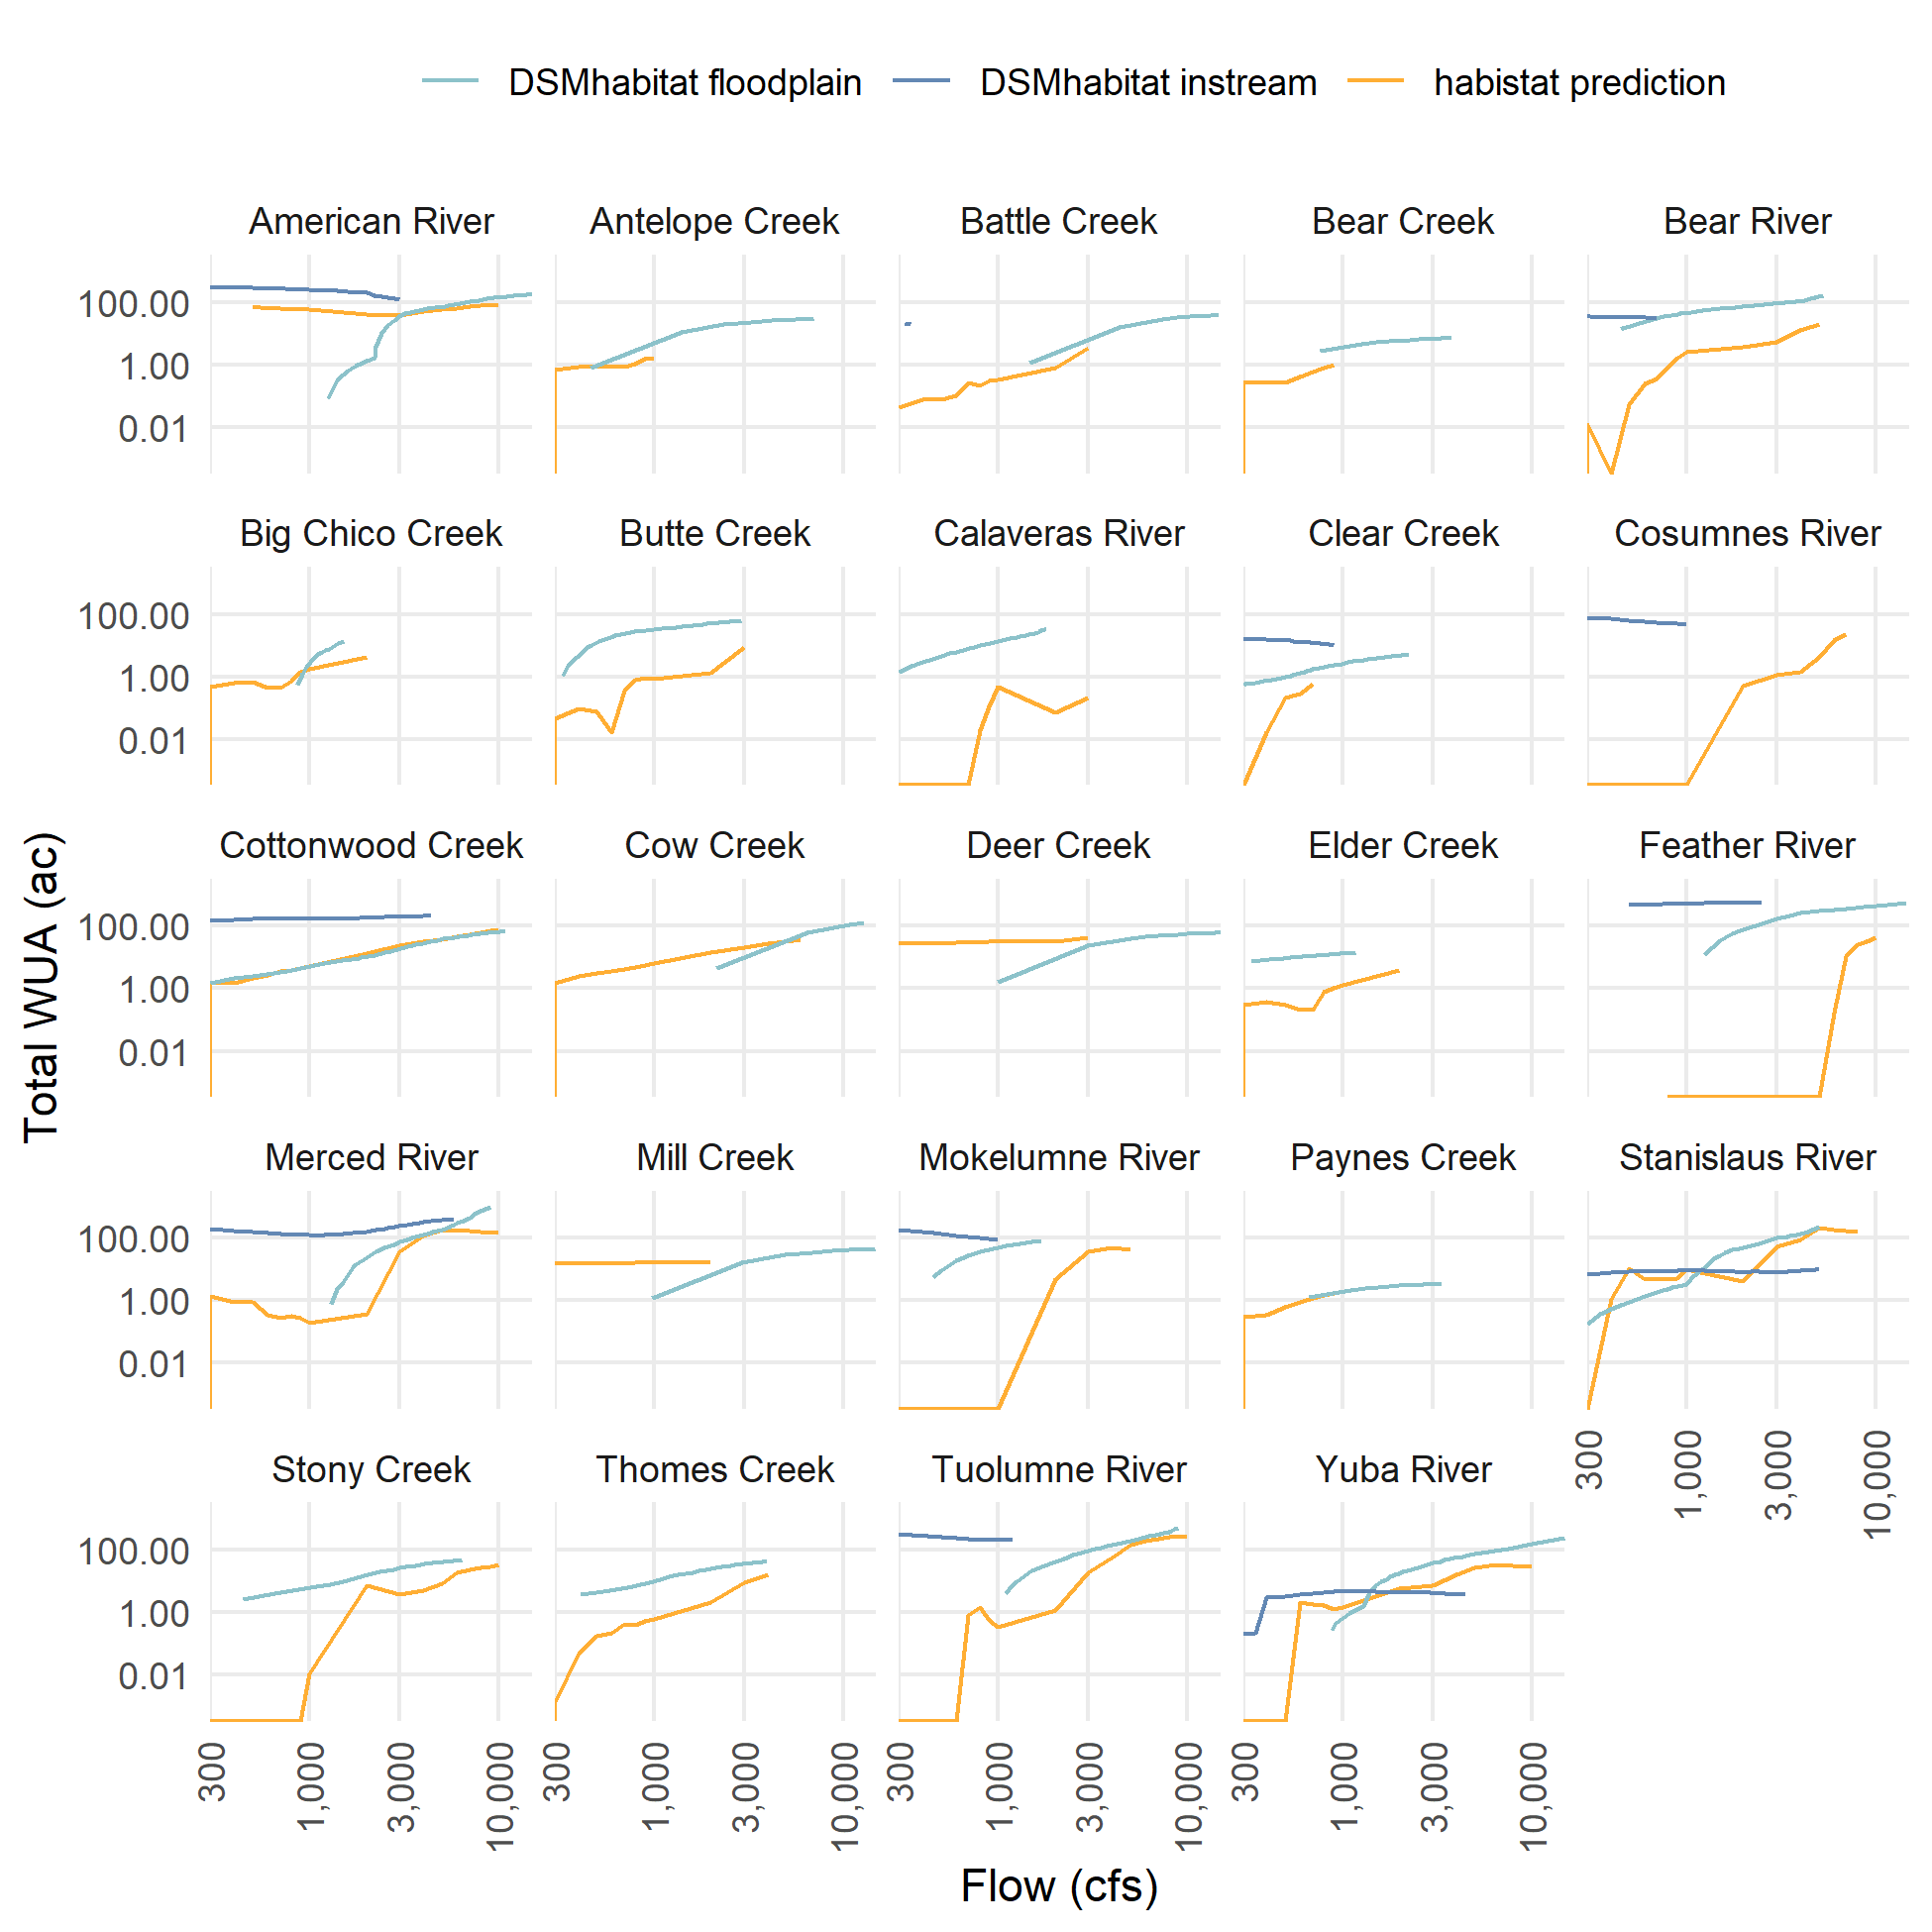 DSMhabitat floodplain DSMhabitat instream habistat prediction
American River Antelope Creek Battle Creek Bear Creek Bear River
100.00
1.00
0.01
Big Chico Creek Butte Creek Calaveras River Clear Creek Cosumnes River
100.00
1.00
0.01
Cottonwood Creek Cow Creek Deer Creek Elder Creek Feather River
100.00
1.00
0.01
Total WUA (ac)
Merced River Mill Creek Mokelumne River Paynes Creek Stanislaus River
100.00
1.00
0.01
300 1,000 3,000 10,000
Stony Creek Thomes Creek Tuolumne River Yuba River
100.00
1.00
0.01
300 1,000 3,000 10,000 300 1,000 3,000 10,000 300 1,000 3,000 10,000 300 1,000 3,000 10,000
Flow (cfs)